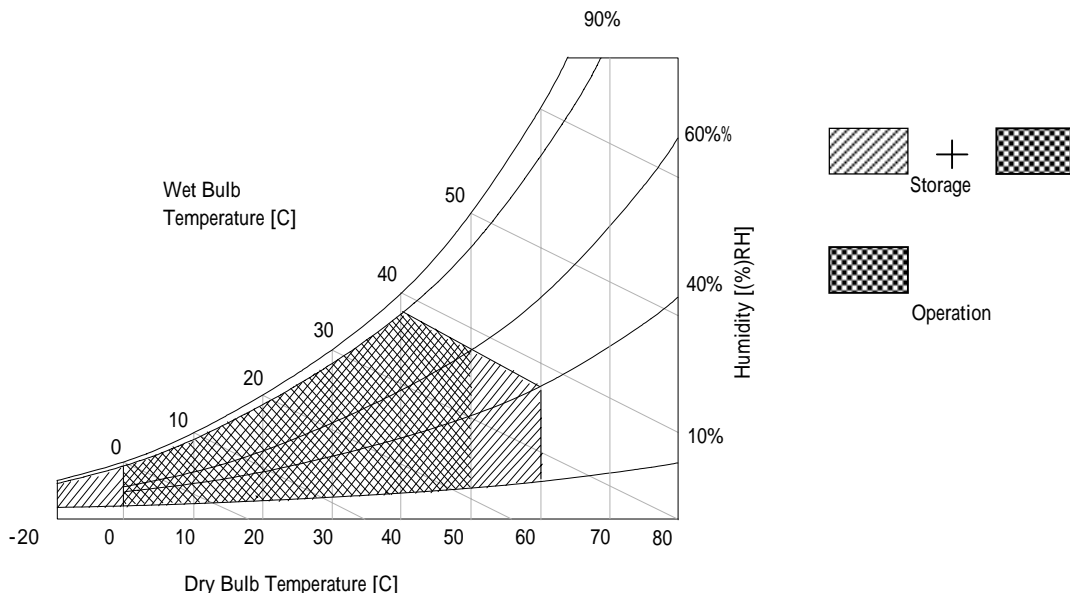 90%
60%%
50
Wet Bulb
Temperature [C]
Storage
40
40%
Humidity [(%)RH]
Operation
30
20
10
10%
0
-20 0 10 20 30 40 50 60 70 80
Dry Bulb Temperature [C]